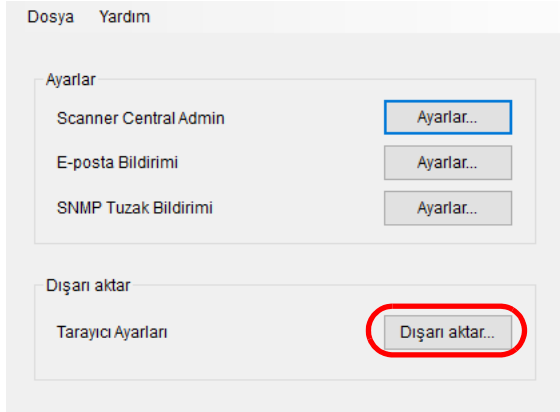 Dosya Yardım
Ayarlar
Scanner Central Admin Ayarlar...
E-posta Bildirimi Ayarlar...
SNMP Tuzak Bildirimi Ayarlar...
Dışarı aktar
Tarayıcı Ayarları Dışarı aktar...